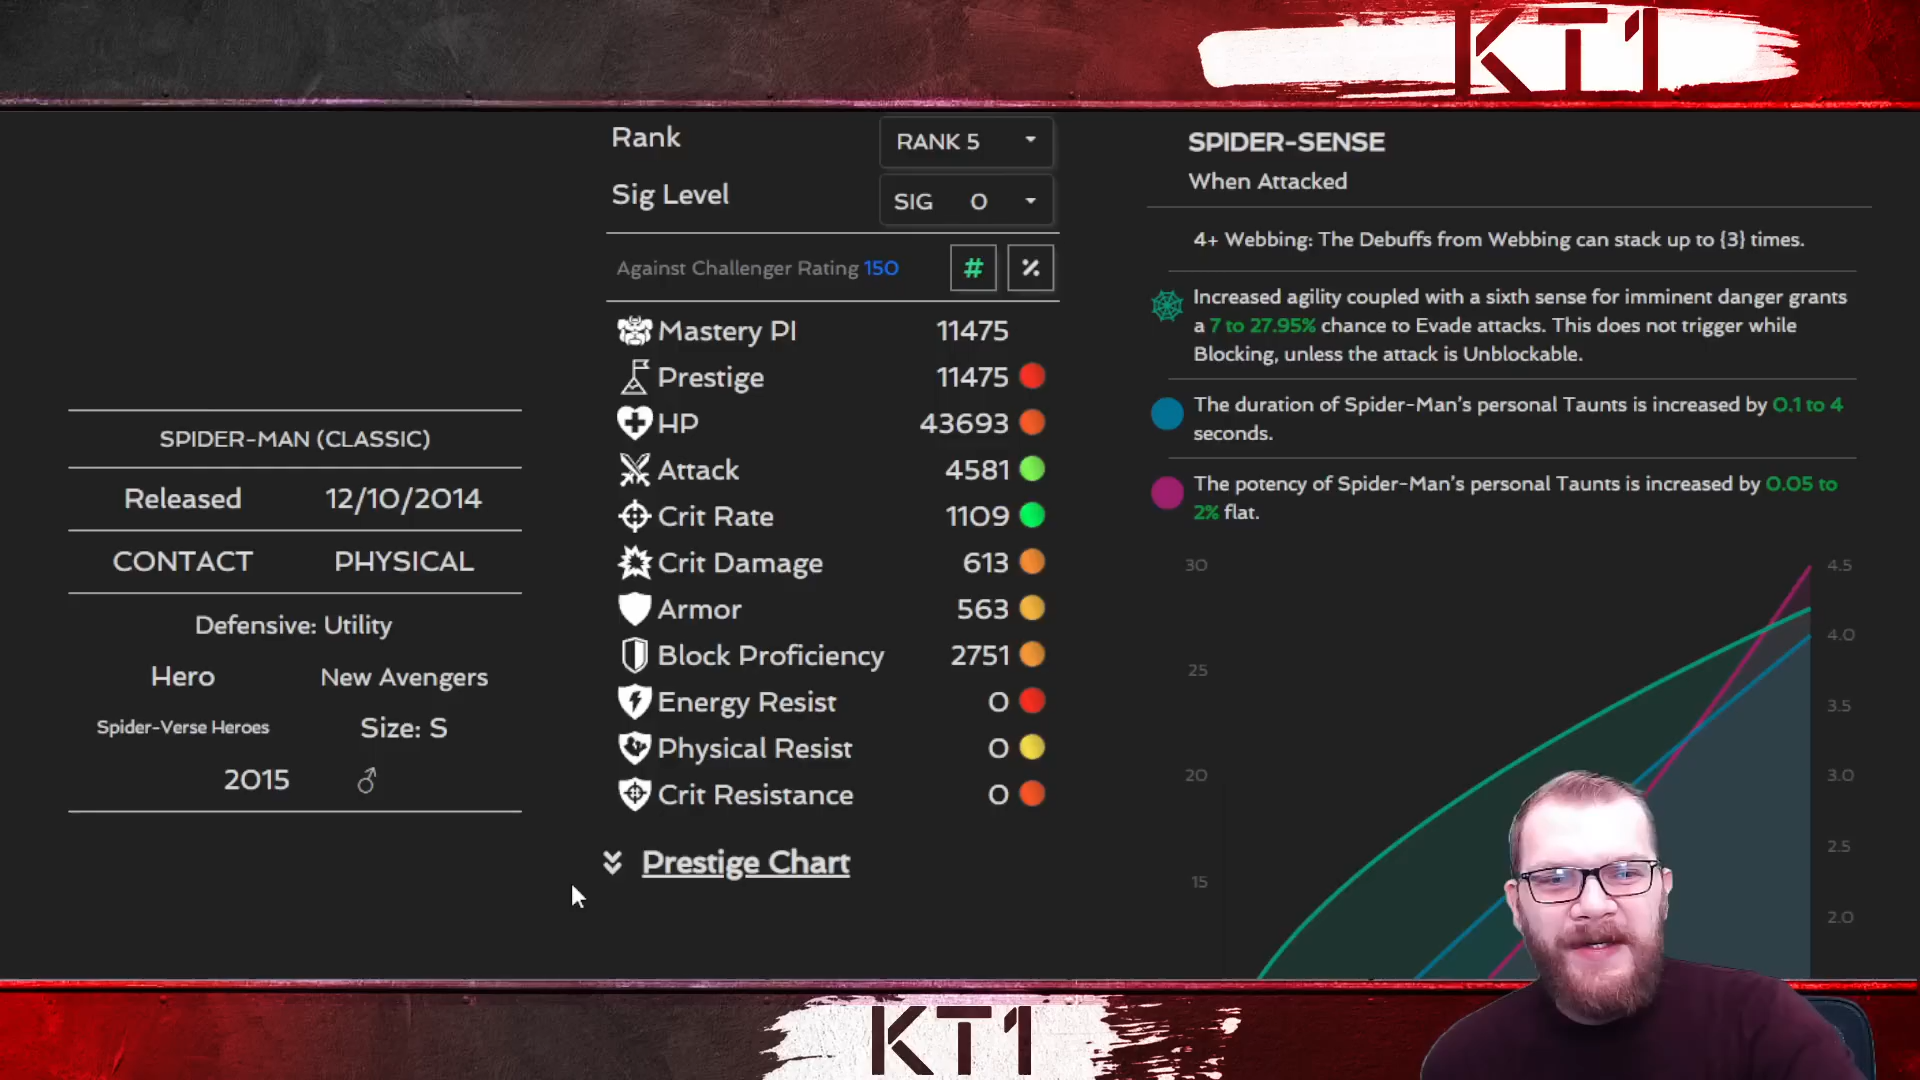 KT1
SPIDER-MAN (CLASSIC)
Released 12/10/2014
CONTACT PHYSICAL
Defensive: Utility
Hero New Avengers
Spider-Verse Heroes Size: S
2015 ♂
Rank RANK 5
Sig Level SIG 0
Against Challenger Rating 150 # %
Mastery PI 11475
Prestige 11475
HP 43693
Attack 4581
Crit Rate 1109
Crit Damage 613
Armor 563
Block Proficiency 2751
Energy Resist 0
Physical Resist 0
Crit Resistance 0
Prestige Chart
SPIDER-SENSE
When Attacked
4+ Webbing: The Debuffs from Webbing can stack up to {3} times.
Increased agility coupled with a sixth sense for imminent danger grants
a 7 to 27.95% chance to Evade attacks. This does not trigger while
Blocking, unless the attack is Unblockable.
The duration of Spider-Man's personal Taunts is increased by 0.1 to 4
seconds.
The potency of Spider-Man's personal Taunts is increased by 0.05 to
2% flat.
30 4.5
4.0
25
3.5
20 3.0
2.5
15
2.0
KT1